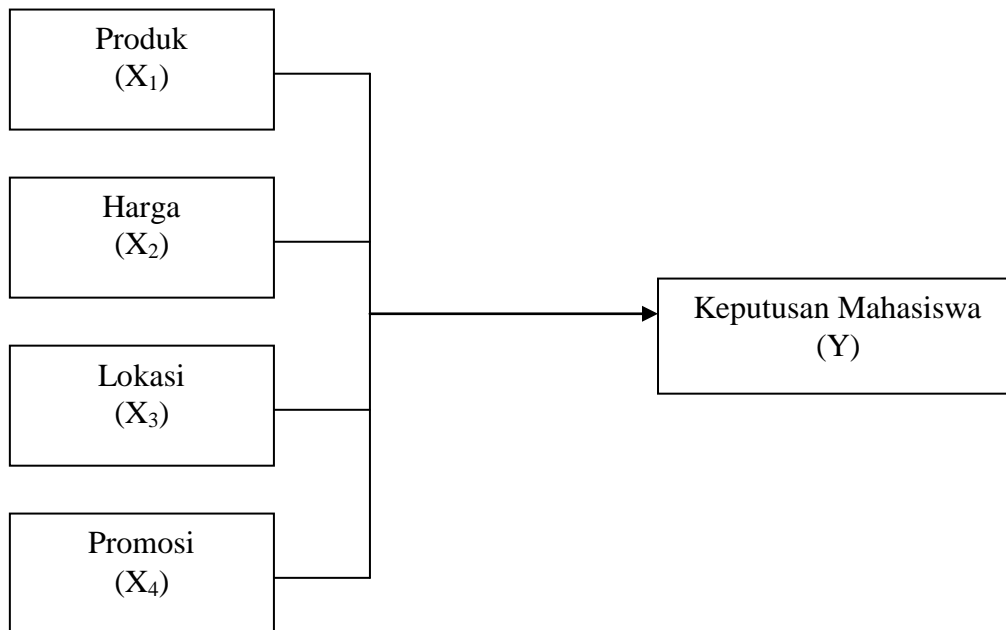 Produk
(X₁)
Harga
(X₂)
Lokasi
(X₃)
Promosi
(X₄)
Keputusan Mahasiswa
(Y)